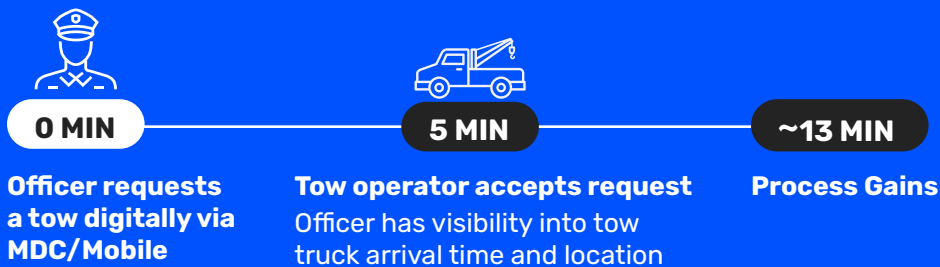 0 MIN
5 MIN
~13 MIN
Officer requests
a tow digitally via
MDC/Mobile
Tow operator accepts request
Officer has visibility into tow
truck arrival time and location
Process Gains